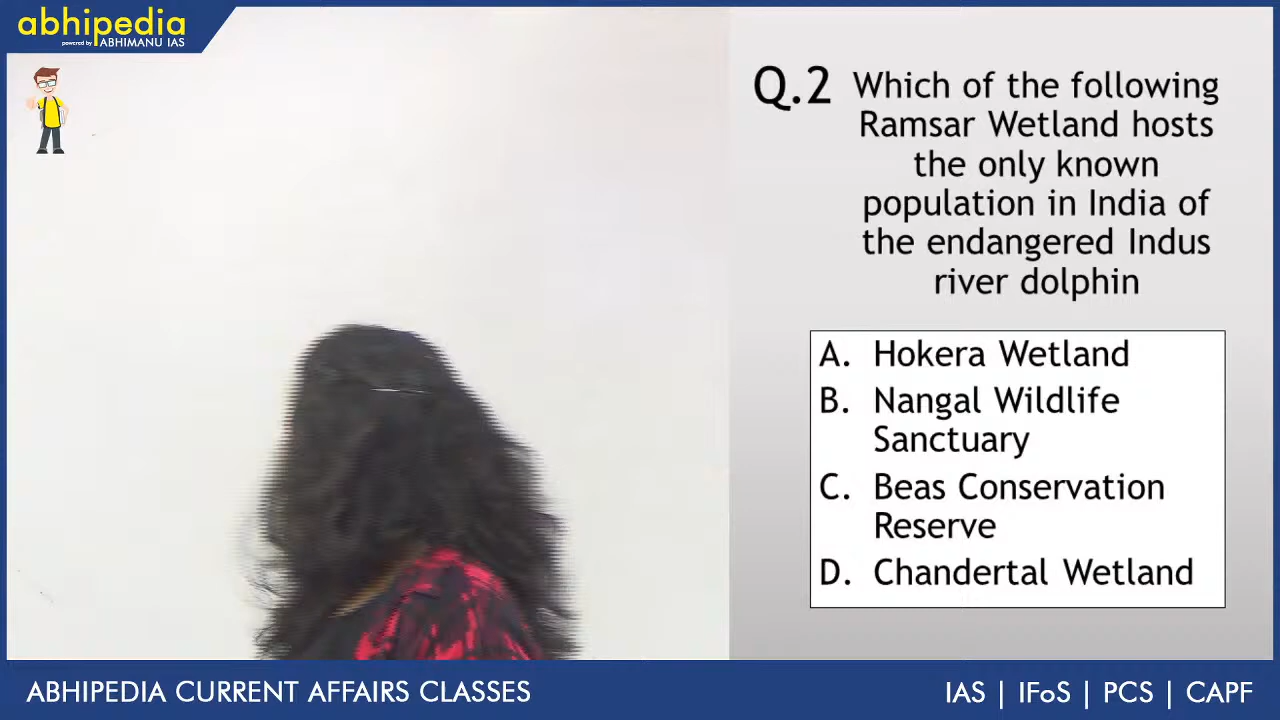 abhipedia
powered by ABHIMANU IAS
Q.2 Which of the following
Ramsar Wetland hosts
the only known
population in India of
the endangered Indus
river dolphin
A. Hokera Wetland
B. Nangal Wildlife
Sanctuary
C. Beas Conservation
Reserve
D. Chandertal Wetland
ABHIPEDIA CURRENT AFFAIRS CLASSES
IAS | IFoS | PCS | CAPF